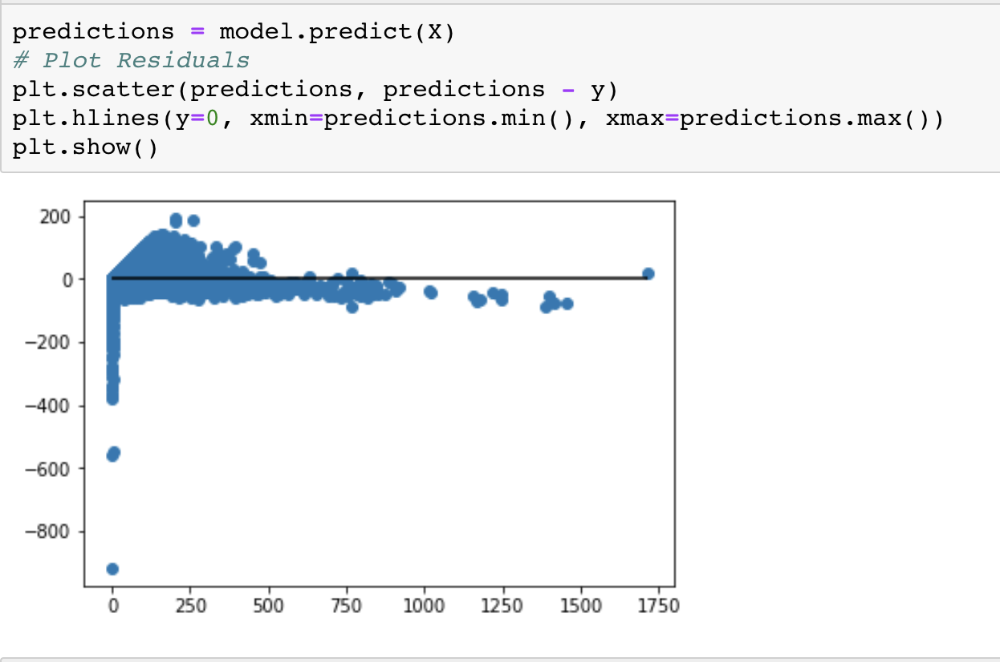 predictions = model.predict(X)
# Plot Residuals
plt.scatter(predictions, predictions - y)
plt.hlines(y=0, xmin=predictions.min(), xmax=predictions.max())
plt.show()
200
0
−200
−400
−600
−800
0 250 500 750 1000 1250 1500 1750